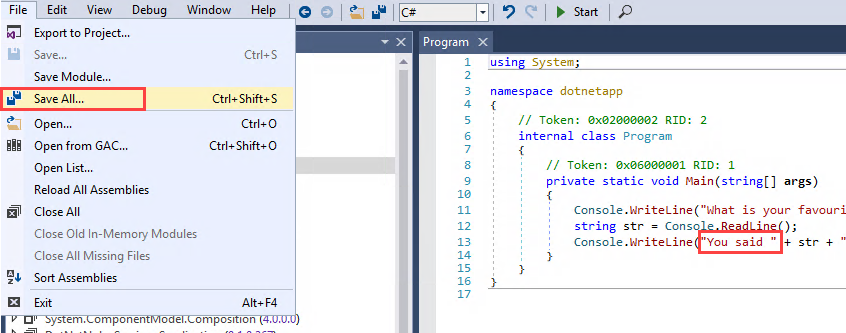 File Edit View Debug Window Help C# Start
Export to Project...
Save... Ctrl+S
Save Module...
Save All... Ctrl+Shift+S
Open... Ctrl+O
Open from GAC... Ctrl+Shift+O
Open List...
Reload All Assemblies
Close All
Close Old In-Memory Modules
Close All Missing Files
Sort Assemblies
Exit Alt+F4
System.ComponentModel.Composition (4.0.0.0)
Program
1 using System;
2
3 namespace dotnetapp
4 {
5 // Token: 0x02000002 RID: 2
6 internal class Program
7 {
8 // Token: 0x06000001 RID: 1
9 private static void Main(string[] args)
10 {
11 Console.WriteLine("What is your favouri
12 string str = Console.ReadLine();
13 Console.WriteLine("You said " + str + "
14 }
15 }
16 }
17